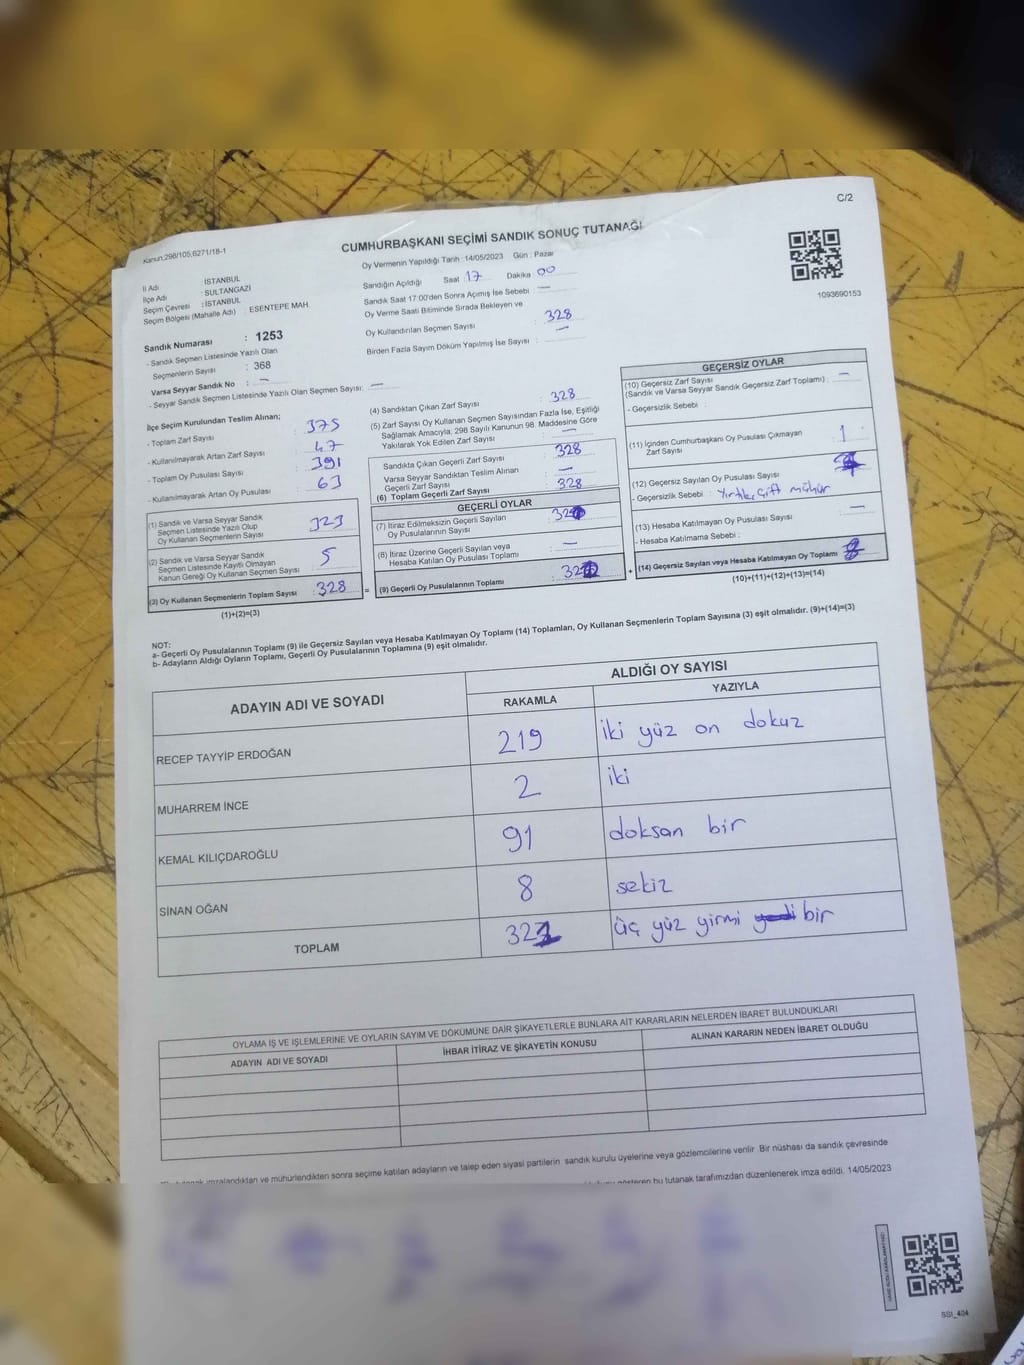 C/2
Kanun:298/105,6271/18-1
CUMHURBAŞKANI SEÇİMİ SANDIK SONUÇ TUTANAĞI
Oy Vermenin Yapıldığı Tarih :14/05/2023 Gün : Pazar
İl Adı : İSTANBUL
İlçe Adı : SULTANGAZİ
Seçim Çevresi : İSTANBUL
Seçim Bölgesi (Mahalle Adı) : ESENTEPE MAH.
Sandığın Açıldığı Saat 17 Dakika 00
Sandık Saat 17:00'den Sonra Açımış İse Sebebi : —
Oy Verme Saati Bitiminde Sırada Bekleyen ve
Oy Kullandırılan Seçmen Sayısı : 328
Birden Fazla Sayım Döküm Yapılmış İse Sayısı : —
1093690153
Sandık Numarası : 1253
- Sandık Seçmen Listesinde Yazılı Olan
Seçmenlerin Sayısı : 368
Varsa Seyyar Sandık No : —
- Seyyar Sandık Seçmen Listesinde Yazılı Olan Seçmen Sayısı: —
İlçe Seçim Kurulundan Teslim Alınan;
- Toplam Zarf Sayısı : 375
- Kullanılmayarak Artan Zarf Sayısı : 47
- Toplam Oy Pusulası Sayısı : 391
- Kullanılmayarak Artan Oy Pusulası : 63
(1) Sandık ve Varsa Seyyar Sandık
Seçmen Listesinde Yazılı Olup
Oy Kullanan Seçmenlerin Sayısı : 323
(2) Sandık ve Varsa Seyyar Sandık
Seçmen Listesinde Kayıtlı Olmayan
Kanun Gereği Oy Kullanan Seçmen Sayısı : 5
(3) Oy Kullanan Seçmenlerin Toplam Sayısı : 328
(1)+(2)=(3)
(4) Sandıktan Çıkan Zarf Sayısı : 328
(5) Zarf Sayısı Oy Kullanan Seçmen Sayısından Fazla İse, Eşitliği
Sağlamak Amacıyla; 298 Sayılı Kanunun 98. Maddesine Göre
Yakılarak Yok Edilen Zarf Sayısı : —
Sandıkta Çıkan Geçerli Zarf Sayısı : 328
Varsa Seyyar Sandıktan Teslim Alınan
Geçerli Zarf Sayısı : —
(6) Toplam Geçerli Zarf Sayısı : 328
GEÇERLİ OYLAR
(7) İtiraz Edilmeksizin Geçerli Sayılan
Oy Pusulalarının Sayısı
(8) İtiraz Üzerine Geçerli Sayılan veya
Hesaba Katılan Oy Pusulası Toplamı : —
(9) Geçerli Oy Pusulalarının Toplamı
GEÇERSİZ OYLAR
(10) Geçersiz Zarf Sayısı
(Sandık ve Varsa Seyyar Sandık Geçersiz Zarf Toplamı) : —
- Geçersizlik Sebebi :
(11) İçinden Cumhurbaşkanı Oy Pusulası Çıkmayan
Zarf Sayısı : 1
(12) Geçersiz Sayılan Oy Pusulası Sayısı :
- Geçersizlik Sebebi : Yırtık, çift mühür
(13) Hesaba Katılmayan Oy Pusulası Sayısı : —
- Hesaba Katılmama Sebebi :
(14) Geçersiz Sayılan veya Hesaba Katılmayan Oy Toplamı :
(10)+(11)+(12)+(13)=(14)
NOT:
a- Geçerli Oy Pusulalarının Toplamı (9) ile Geçersiz Sayılan veya Hesaba Katılmayan Oy Toplamı (14) Toplamları, Oy Kullanan Seçmenlerin Toplam Sayısına (3) eşit olmalıdır. (9)+(14)=(3)
b- Adayların Aldığı Oyların Toplamı, Geçerli Oy Pusulalarının Toplamına (9) eşit olmalıdır.
ADAYIN ADI VE SOYADI ALDIĞI OY SAYISI
RAKAMLA YAZIYLA
RECEP TAYYİP ERDOĞAN 219 iki yüz on dokuz
MUHARREM İNCE 2 iki
KEMAL KILIÇDAROĞLU 91 doksan bir
SİNAN OĞAN 8 sekiz
TOPLAM 321 üç yüz yirmi bir
OYLAMA İŞ VE İŞLEMLERİNE VE OYLARIN SAYIM VE DÖKÜMÜNE DAİR ŞİKAYETLERLE BUNLARA AİT KARARLARIN NELERDEN İBARET BULUNDUKLARI
ADAYIN ADI VE SOYADI İHBAR İTİRAZ VE ŞİKAYETİN KONUSU ALINAN KARARIN NEDEN İBARET OLDUĞU
imzalandıktan ve mühürlendikten sonra seçime katılan adayların ve talep eden siyasi partilerin sandık kurulu üyelerine veya gözlemcilerine verilir. Bir nüshası da sandık çevresinde
gösteren bu tutanak tarafımızdan düzenlenerek imza edildi. 14/05/2023